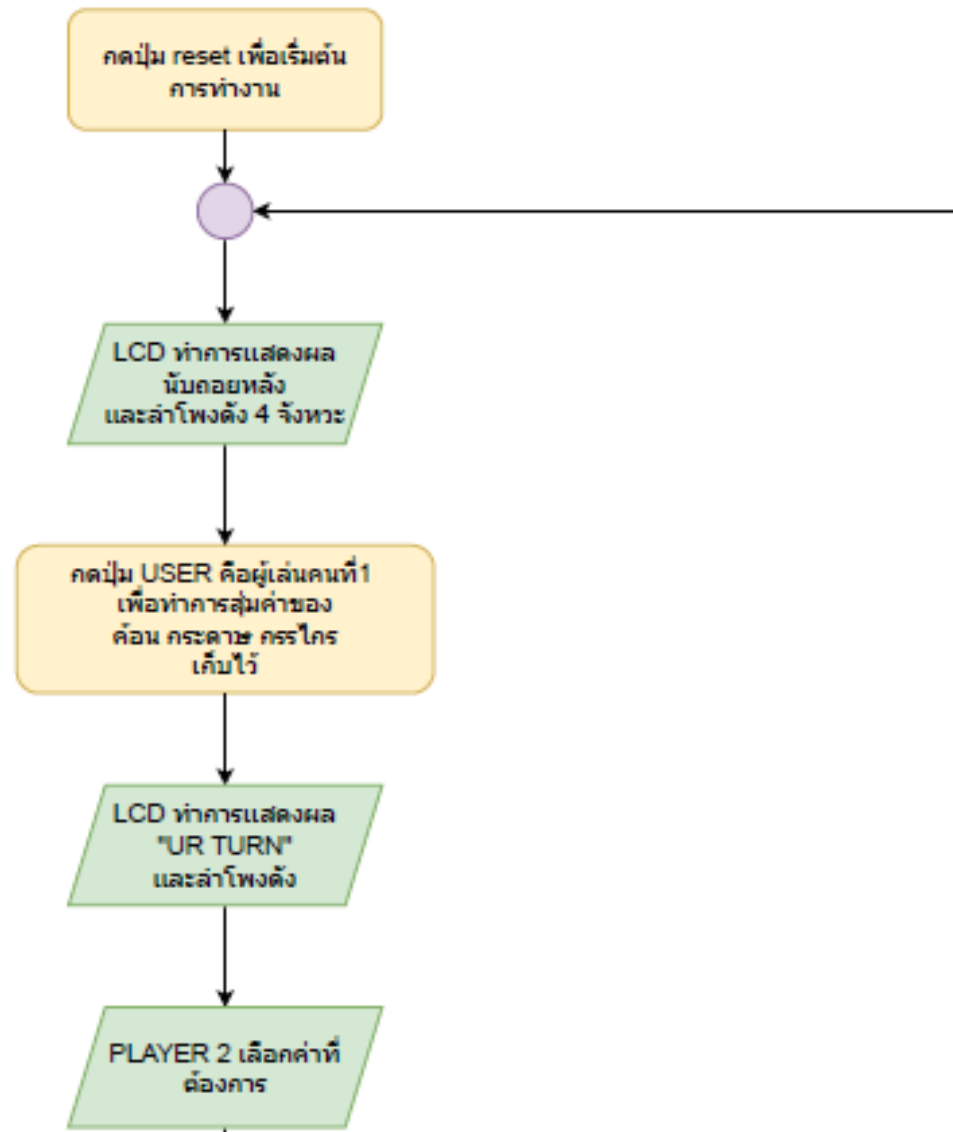 กดปุ่ม reset เพื่อเริ่มต้น
การทำงาน
LCD ทำการแสดงผล
นับถอยหลัง
และลำโพงดัง 4 จังหวะ
กดปุ่ม USER คือผู้เล่นคนที่1
เพื่อทำการสุ่มค่าของ
ค้อน กระดาษ กรรไกร
เก็บไว้
LCD ทำการแสดงผล
"UR TURN"
และลำโพงดัง
PLAYER 2 เลือกค่าที่
ต้องการ